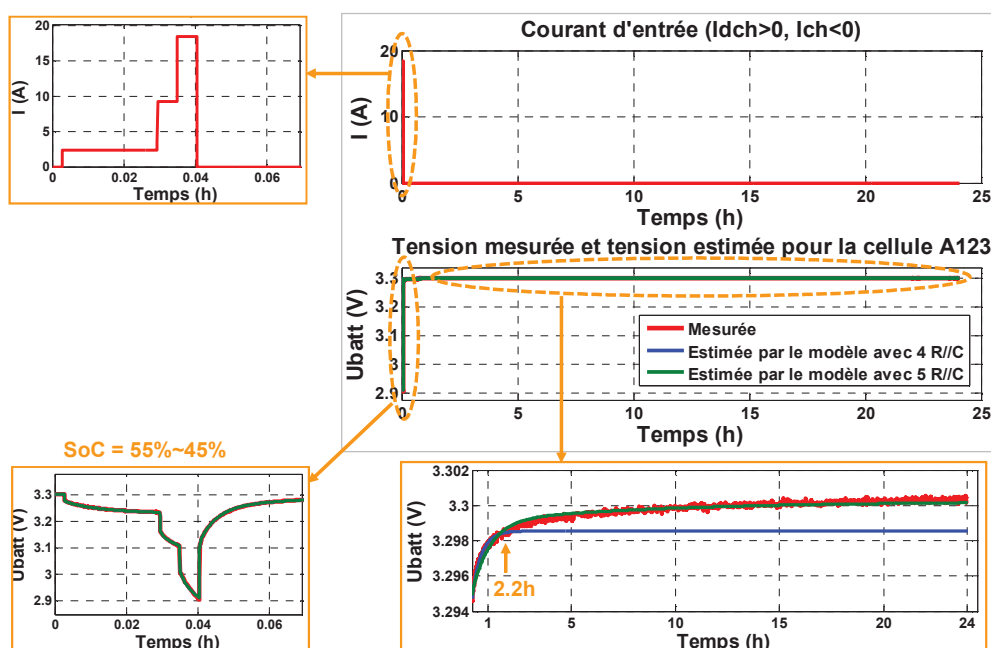 20
15
10
5
0
I (A)
0
0.02
0.04
0.06
Temps (h)
Courant d'entrée (Idch>0, Ich<0)
20
10
0
I (A)
0
5
10
15
20
25
Temps (h)
Tension mesurée et tension estimée pour la cellule A123
3.3
3.2
3.1
3
2.9
Ubatt (V)
Mesurée
Estimée par le modèle avec 4 R//C
Estimée par le modèle avec 5 R//C
0
5
10
15
20
25
Temps (h)
SoC = 55%~45%
3.3
3.2
3.1
3
2.9
Ubatt (V)
0
0.02
0.04
0.06
Temps (h)
3.302
3.3
3.298
3.296
3.294
Ubatt (V)
2.2h
1
5
10
15
20
24
Temps (h)